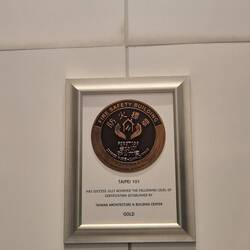 FIRE SAFETY BUILDING
防火標章
TAIPEI 101
HAS SUCCESSFULLY ACHIEVED THE FOLLOWING LEVEL OF
CERTIFICATION ESTABLISHED BY
TAIWAN ARCHITECTURE & BUILDING CENTER
GOLD